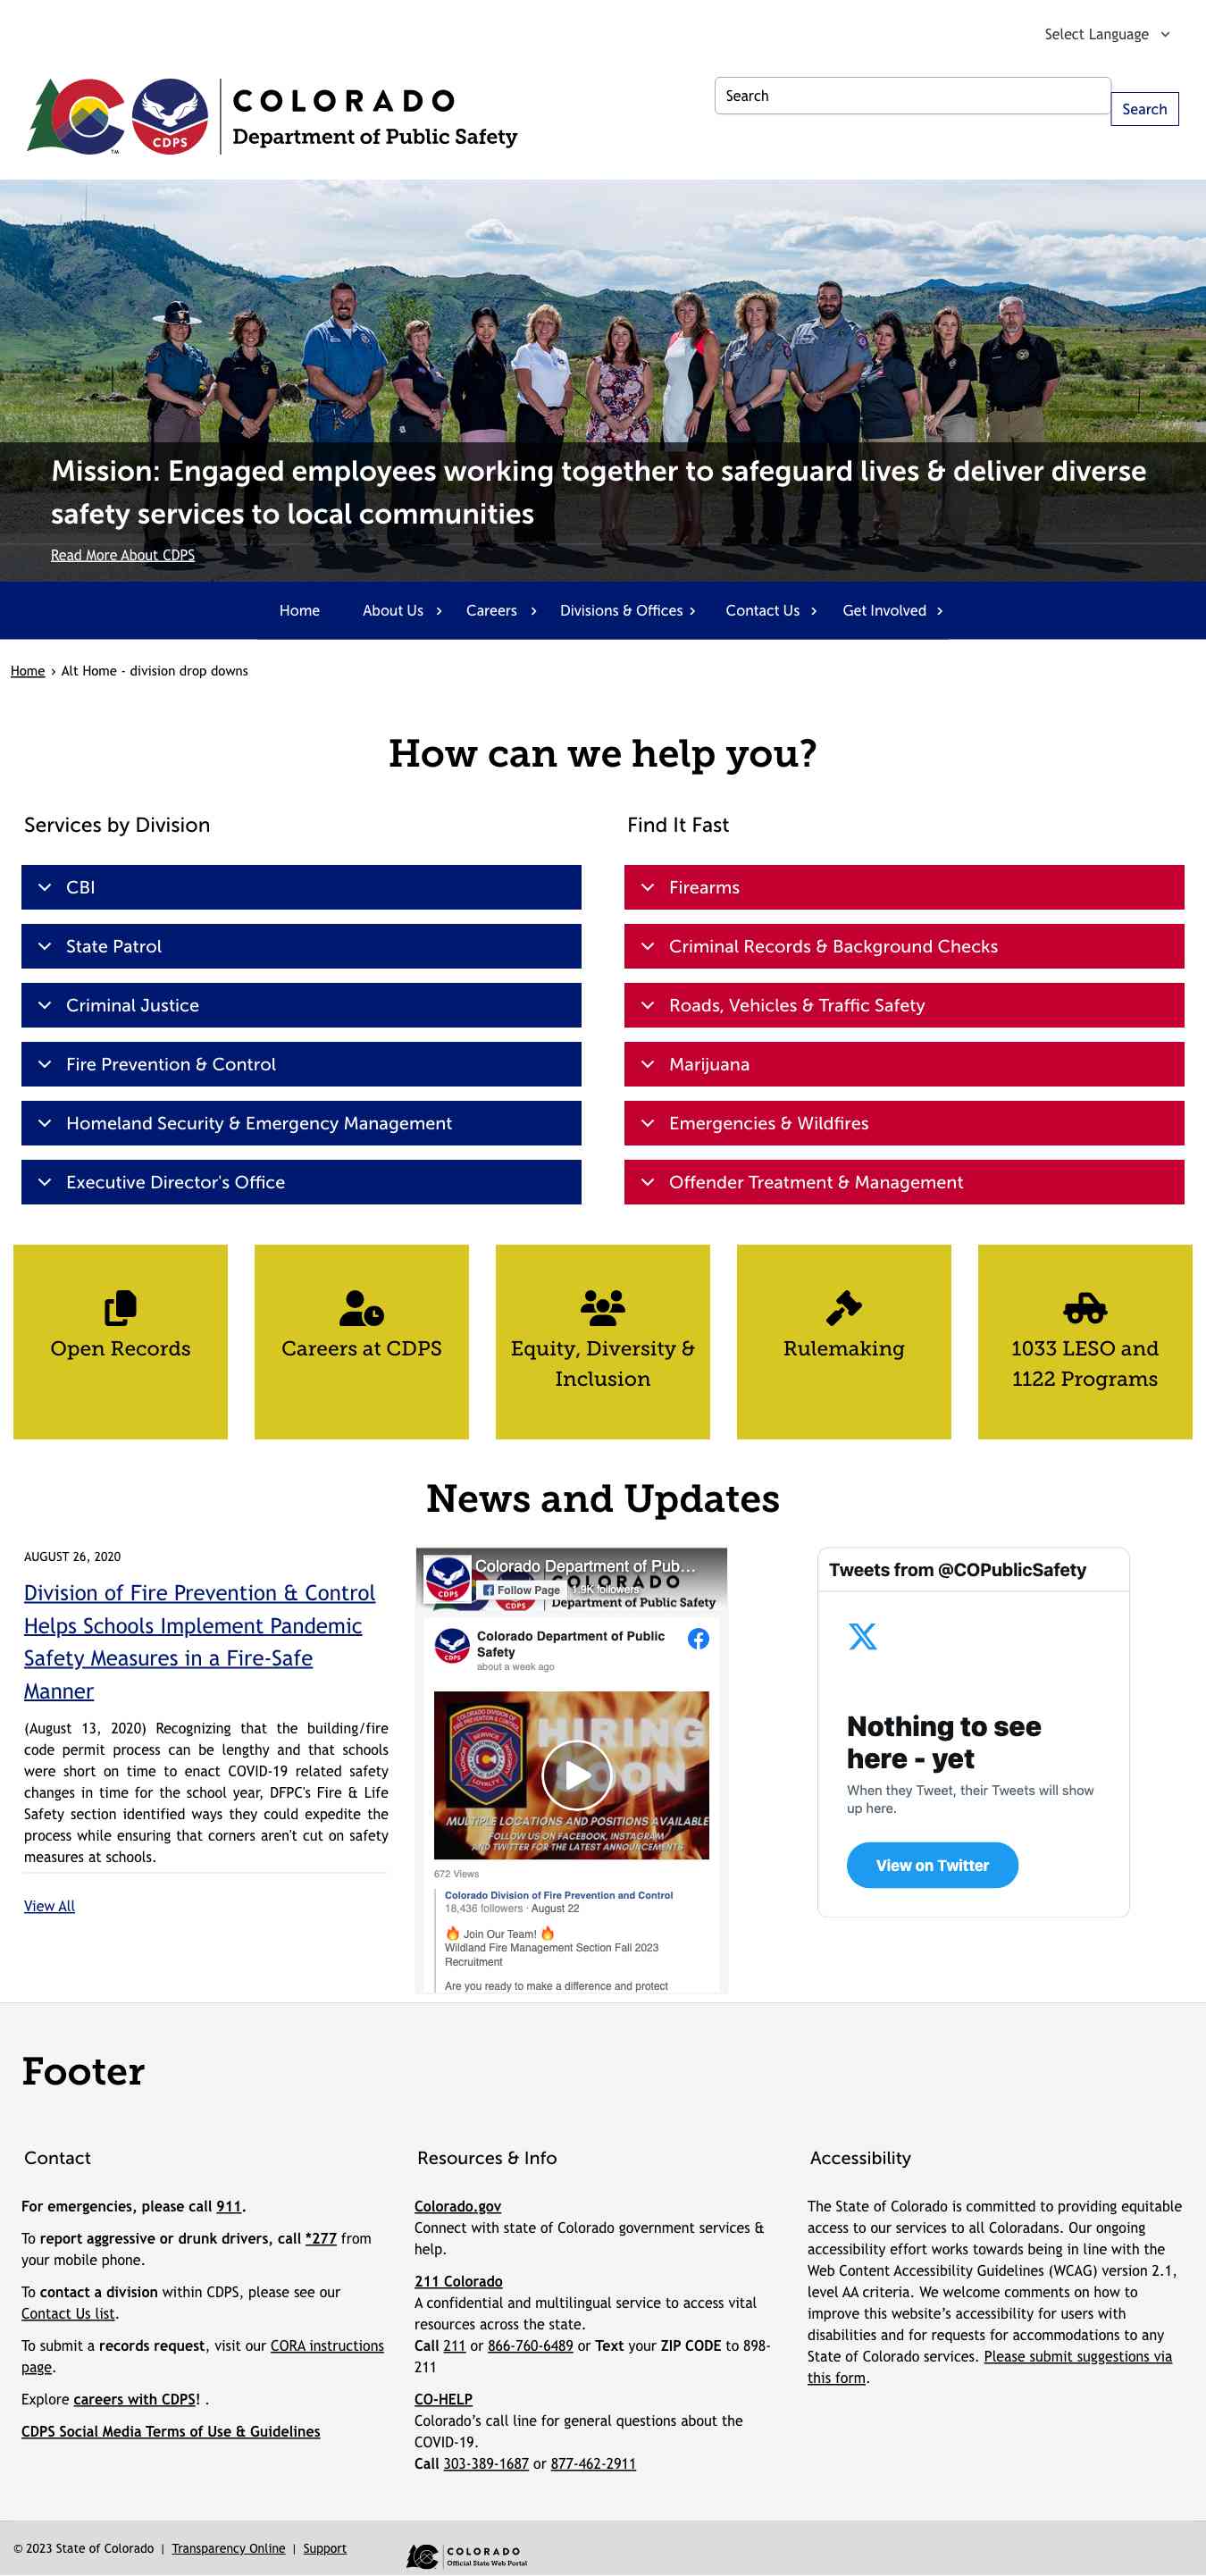 Select Language
COLORADO
Department of Public Safety
CDPS
TM
Search
Search
Mission: Engaged employees working together to safeguard lives & deliver diverse
safety services to local communities
Read More About CDPS
Home
About Us
Careers
Divisions & Offices
Contact Us
Get Involved
Home › Alt Home - division drop downs
How can we help you?
Services by Division
CBI
State Patrol
Criminal Justice
Fire Prevention & Control
Homeland Security & Emergency Management
Executive Director's Office
Find It Fast
Firearms
Criminal Records & Background Checks
Roads, Vehicles & Traffic Safety
Marijuana
Emergencies & Wildfires
Offender Treatment & Management
Open Records
Careers at CDPS
Equity, Diversity &
Inclusion
Rulemaking
1033 LESO and
1122 Programs
News and Updates
AUGUST 26, 2020
Division of Fire Prevention & Control
Helps Schools Implement Pandemic
Safety Measures in a Fire-Safe
Manner
(August 13, 2020) Recognizing that the building/fire
code permit process can be lengthy and that schools
were short on time to enact COVID-19 related safety
changes in time for the school year, DFPC's Fire & Life
Safety section identified ways they could expedite the
process while ensuring that corners aren't cut on safety
measures at schools.
View All
Colorado Department of Pub...
Follow Page
1.9K followers
COLORADO
Department of Public Safety
CDPS
Colorado Department of Public
Safety
about a week ago
HIRING
SOON
MULTIPLE LOCATIONS AND POSITIONS AVAILABLE
FOLLOW US ON FACEBOOK, INSTAGRAM
AND TWITTER FOR THE LATEST ANNOUNCEMENTS
672 Views
Colorado Division of Fire Prevention and Control
18,436 followers · August 22
🔥 Join Our Team! 🔥
Wildland Fire Management Section Fall 2023
Recruitment
Are you ready to make a difference and protect
Tweets from @COPublicSafety
Nothing to see
here - yet
When they Tweet, their Tweets will show
up here.
View on Twitter
Footer
Contact
For emergencies, please call 911.
To report aggressive or drunk drivers, call *277 from
your mobile phone.
To contact a division within CDPS, please see our
Contact Us list.
To submit a records request, visit our CORA instructions
page.
Explore careers with CDPS! .
CDPS Social Media Terms of Use & Guidelines
Resources & Info
Colorado.gov
Connect with state of Colorado government services &
help.
211 Colorado
A confidential and multilingual service to access vital
resources across the state.
Call 211 or 866-760-6489 or Text your ZIP CODE to 898-
211
CO-HELP
Colorado’s call line for general questions about the
COVID-19.
Call 303-389-1687 or 877-462-2911
Accessibility
The State of Colorado is committed to providing equitable
access to our services to all Coloradans. Our ongoing
accessibility effort works towards being in line with the
Web Content Accessibility Guidelines (WCAG) version 2.1,
level AA criteria. We welcome comments on how to
improve this website’s accessibility for users with
disabilities and for requests for accommodations to any
State of Colorado services. Please submit suggestions via
this form.
© 2023 State of Colorado | Transparency Online | Support
COLORADO
Official State Web Portal